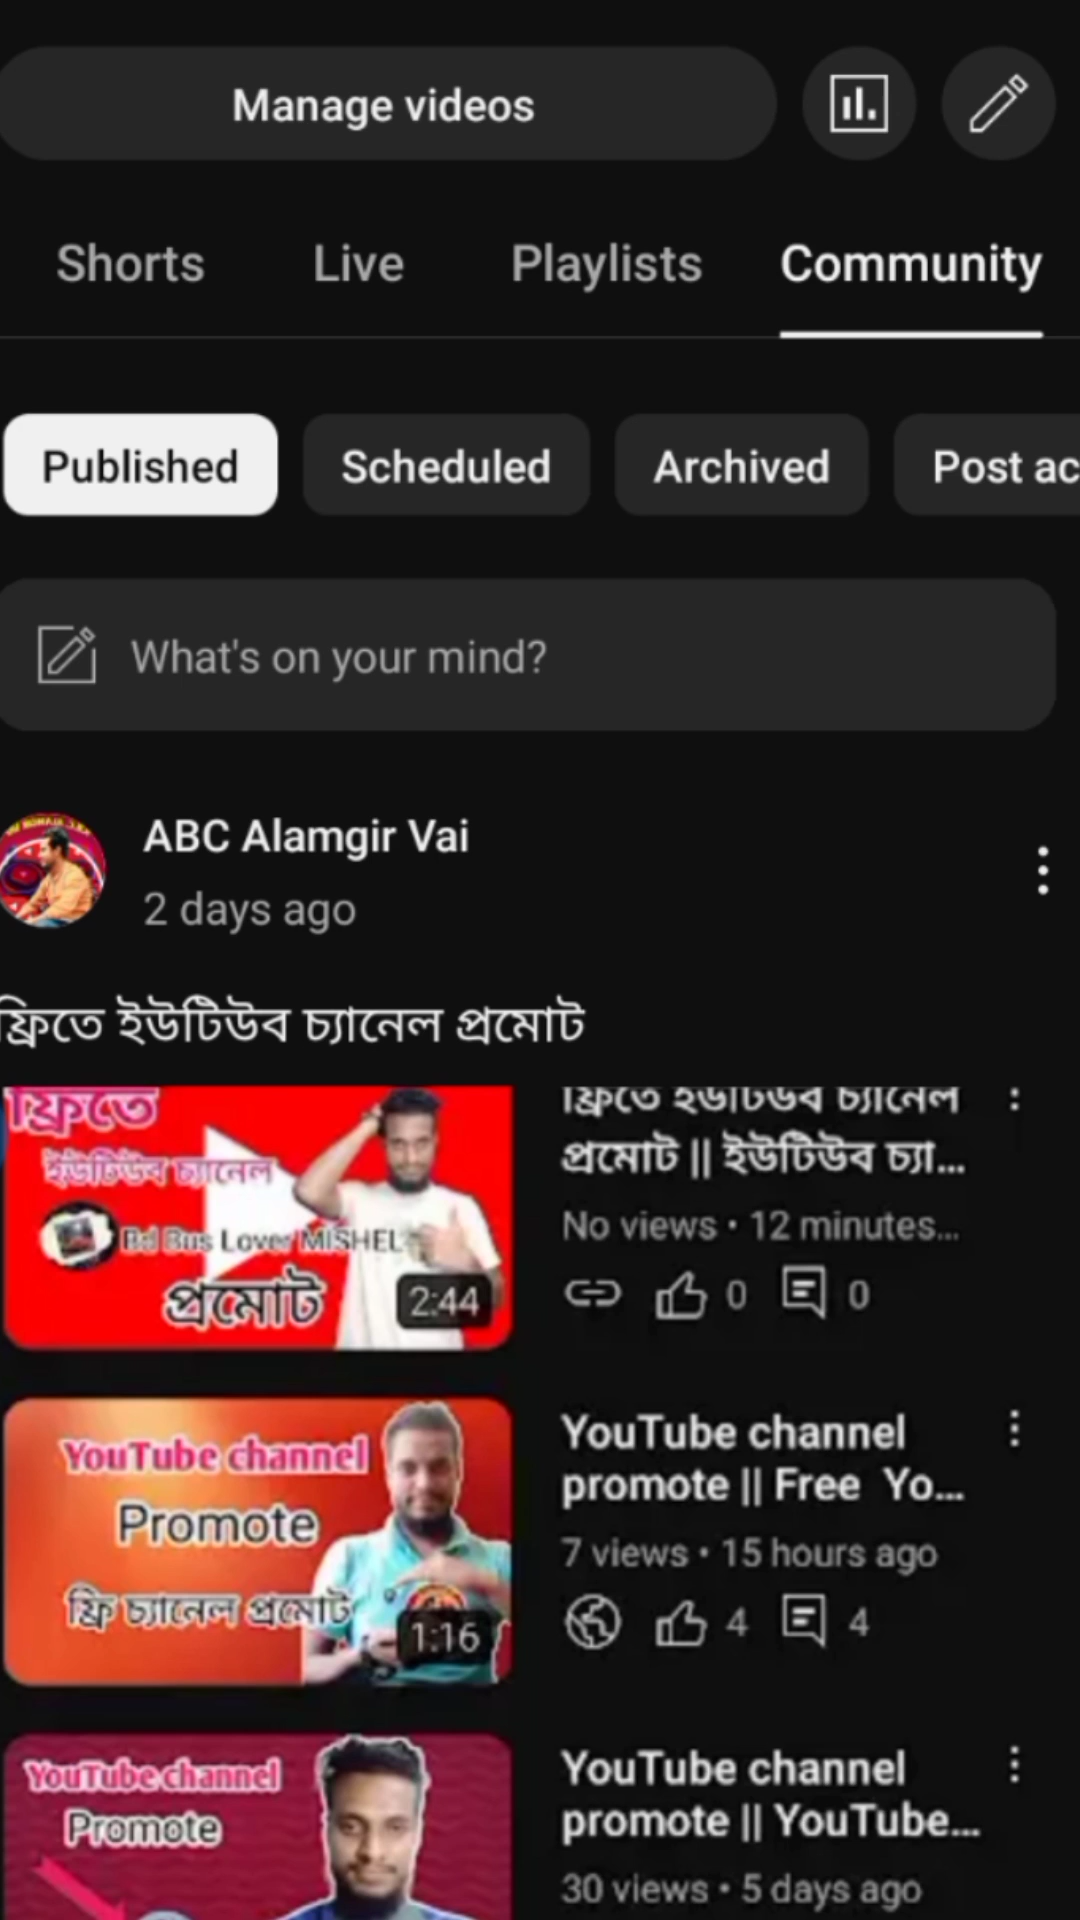 Manage videos
Shorts
Live
Playlists
Community
Published
Scheduled
Archived
Post ac
What's on your mind?
ABC Alamgir Vai
2 days ago
ফ্রিতে ইউটিউব চ্যানেল প্রমোট
ফ্রিতে
ইউটিউব চ্যানেল
Bd Bus Lover MISHEL
প্রমোট
2:44
ফ্রিতে ইউটিউব চ্যানেল
প্রমোট || ইউটিউব চ্যা...
No views • 12 minutes...
0
0
YouTube channel
Promote
ফ্রি চ্যানেল প্রমোট
1:16
YouTube channel
promote || Free Yo...
7 views • 15 hours ago
4
4
YouTube channel
Promote
YouTube channel
promote || YouTube...
30 views • 5 days ago